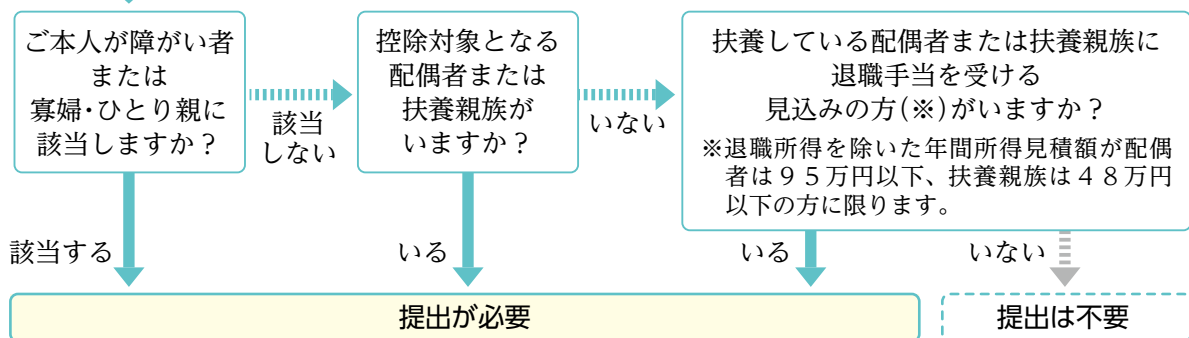 ご本人が障がい者
または
寡婦・ひとり親に
該当しますか？
該当
しない
控除対象となる
配偶者または
扶養親族が
いますか？
いない
扶養している配偶者または扶養親族に
退職手当を受ける
見込みの方(※)がいますか？
※退職所得を除いた年間所得見積額が配偶
者は９５万円以下、扶養親族は４８万円
以下の方に限ります。
該当する
いる
いる
いない
提出が必要
提出は不要